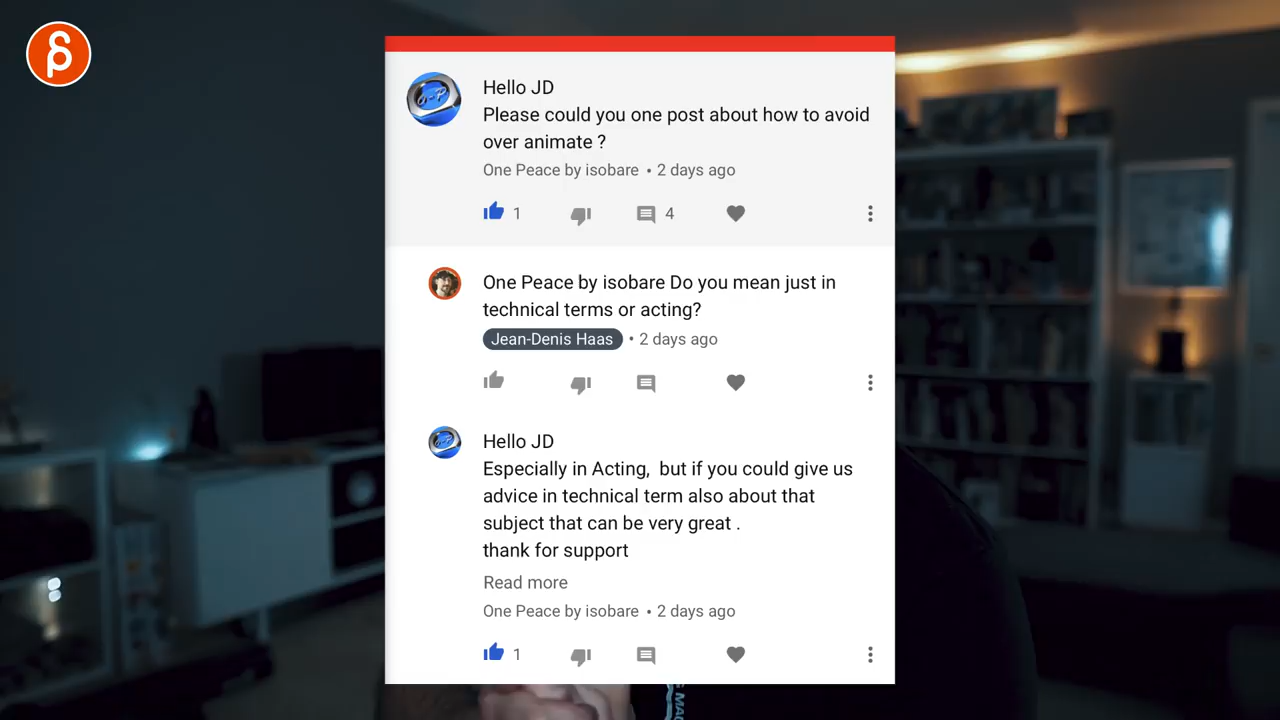 Hello JD
Please could you one post about how to avoid
over animate ?
One Peace by isobare • 2 days ago
1
4
One Peace by isobare Do you mean just in
technical terms or acting?
Jean-Denis Haas • 2 days ago
Hello JD
Especially in Acting, but if you could give us
advice in technical term also about that
subject that can be very great .
thank for support
Read more
One Peace by isobare • 2 days ago
1